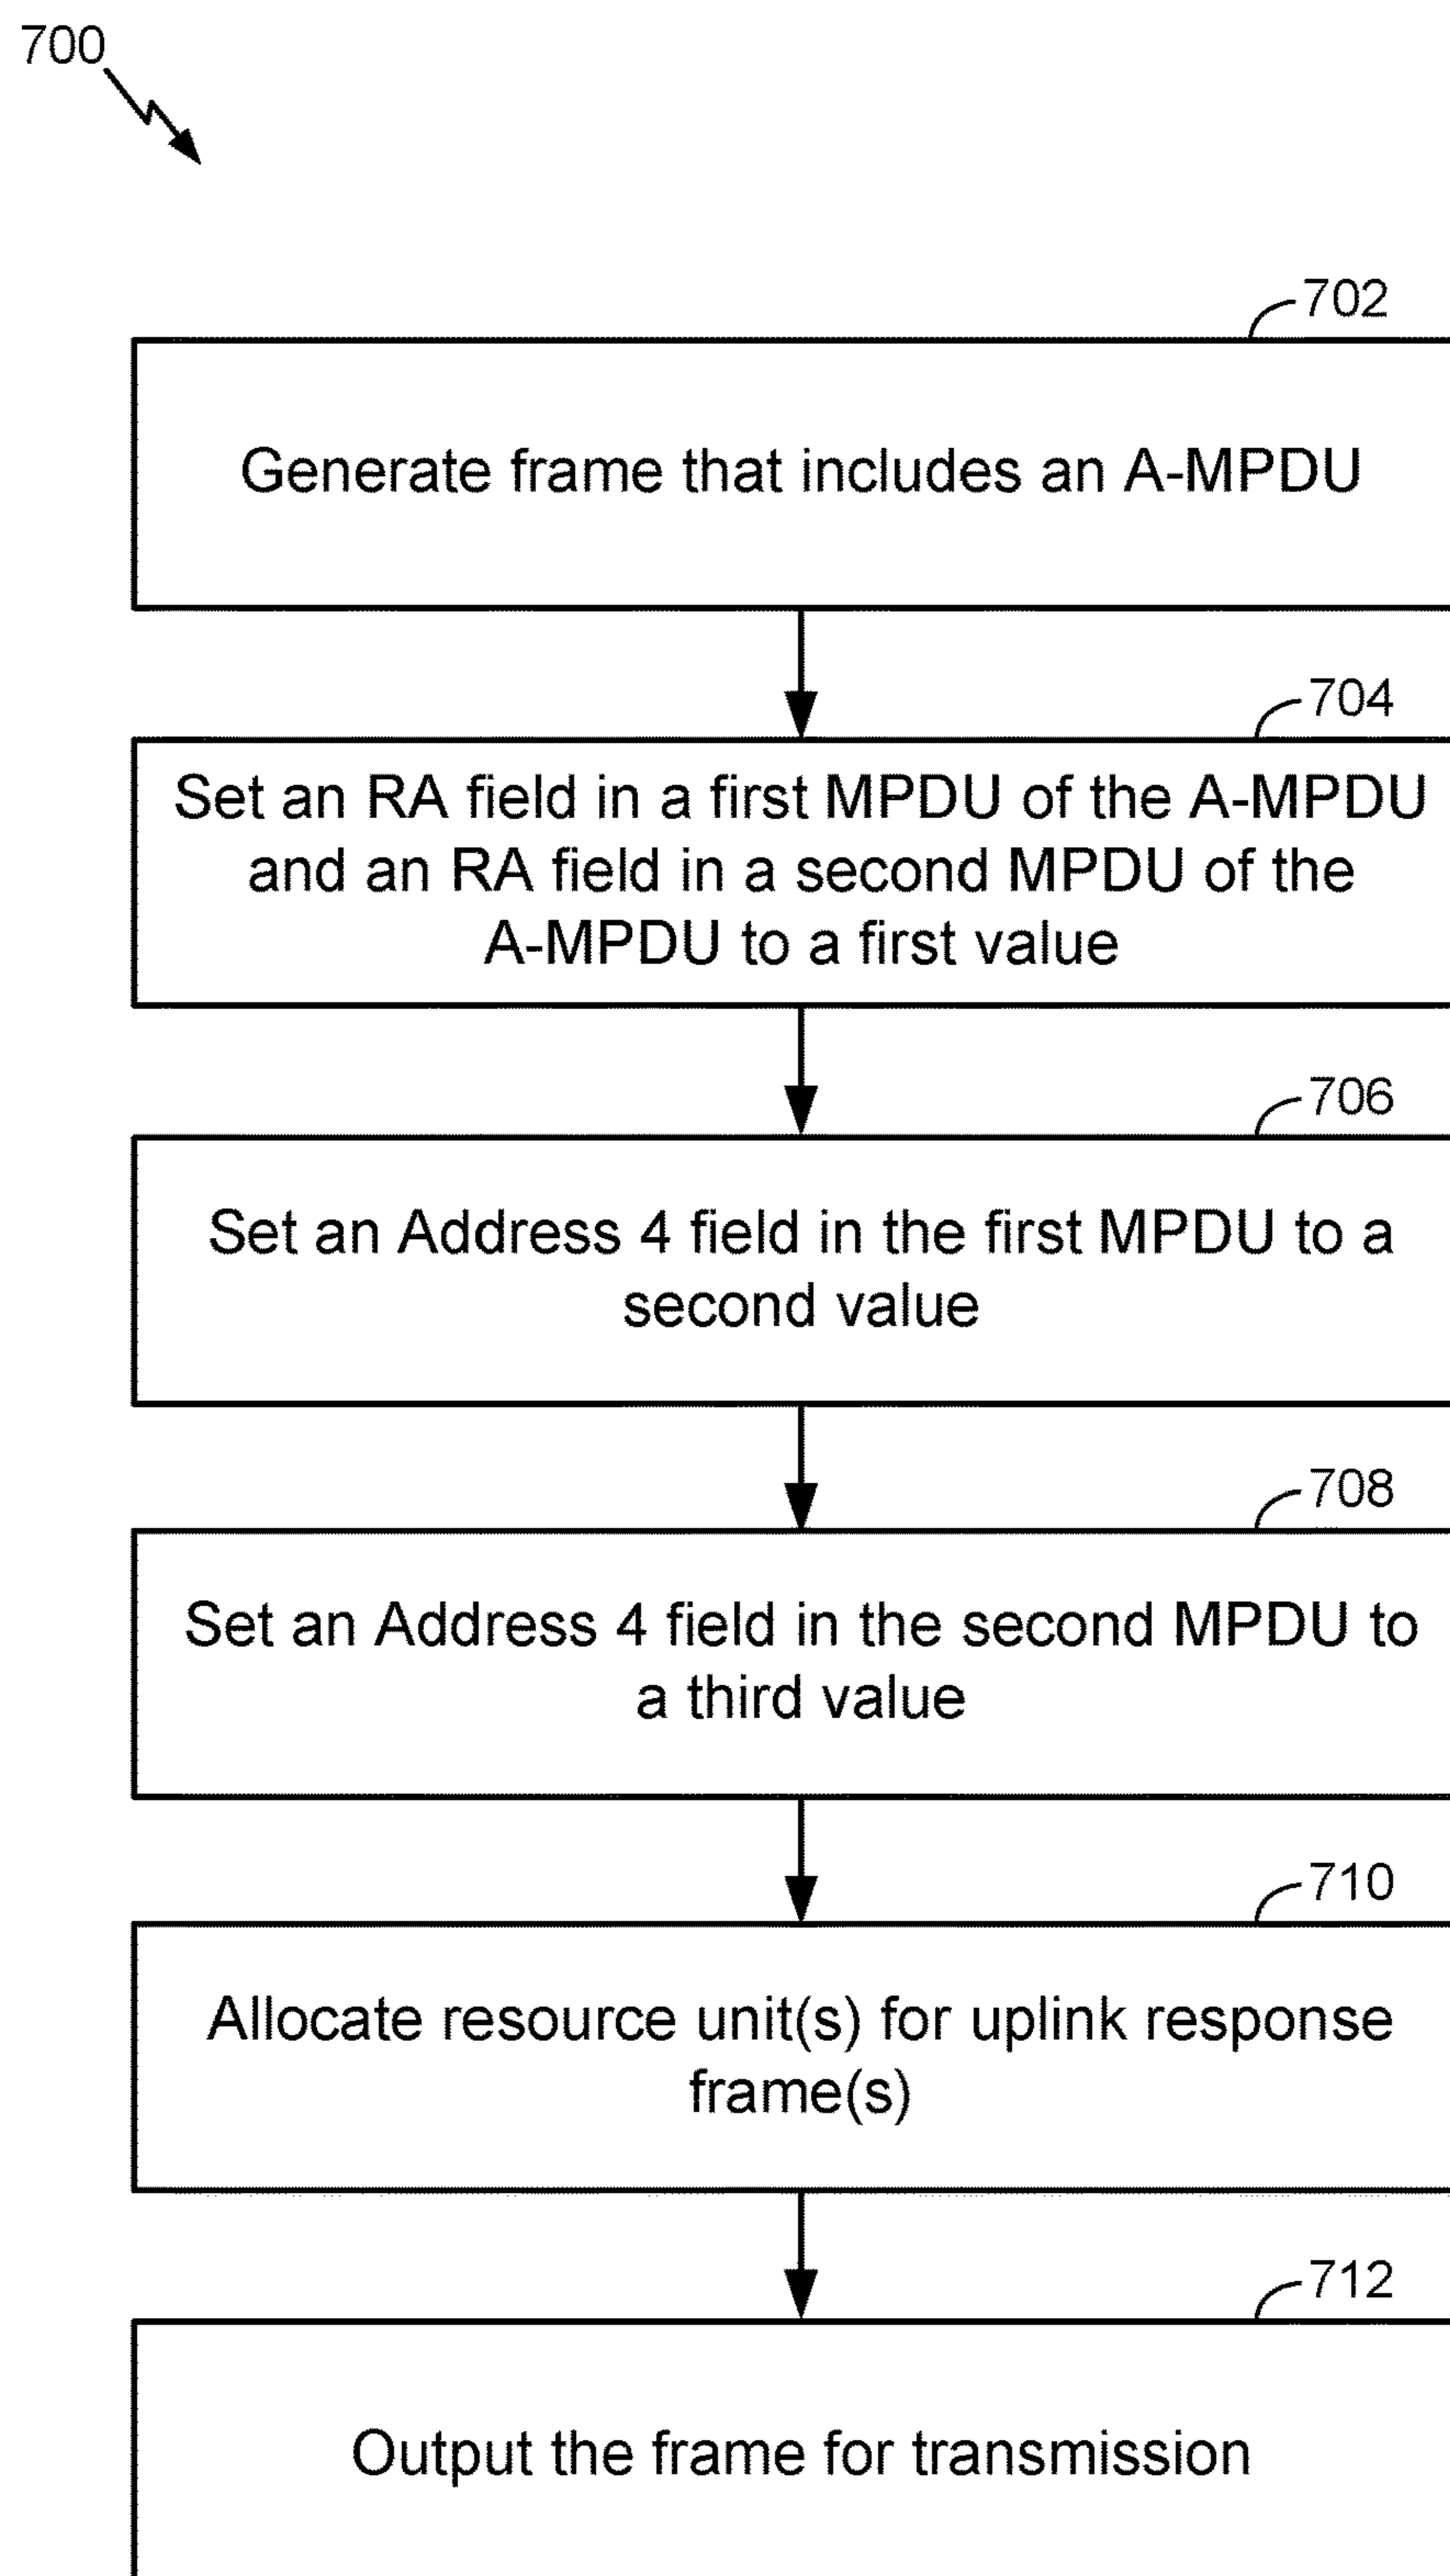 700
702
Generate frame that includes an A-MPDU
704
Set an RA field in a first MPDU of the A-MPDU
and an RA field in a second MPDU of the
A-MPDU to a first value
706
Set an Address 4 field in the first MPDU to a
second value
708
Set an Address 4 field in the second MPDU to
a third value
710
Allocate resource unit(s) for uplink response
frame(s)
712
Output the frame for transmission